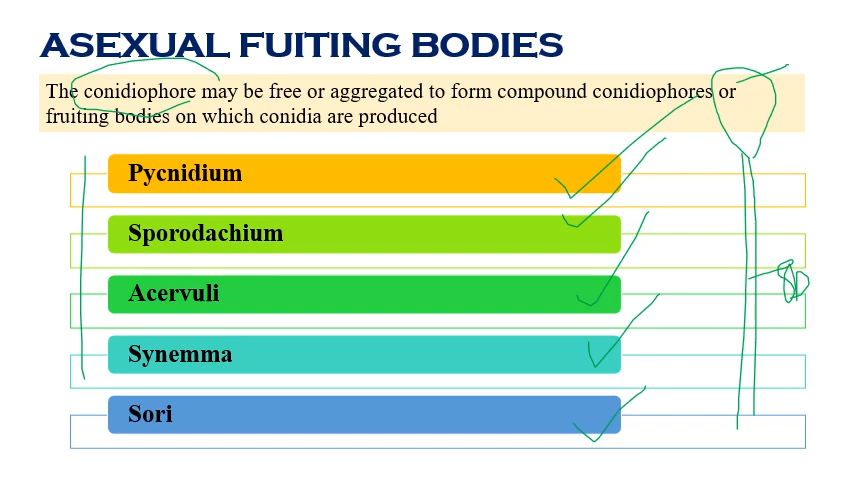 ASEXUAL FUITING BODIES
The conidiophore may be free or aggregated to form compound conidiophores or
fruiting bodies on which conidia are produced
Pycnidium
Sporodachium
Acervuli
Synemma
Sori